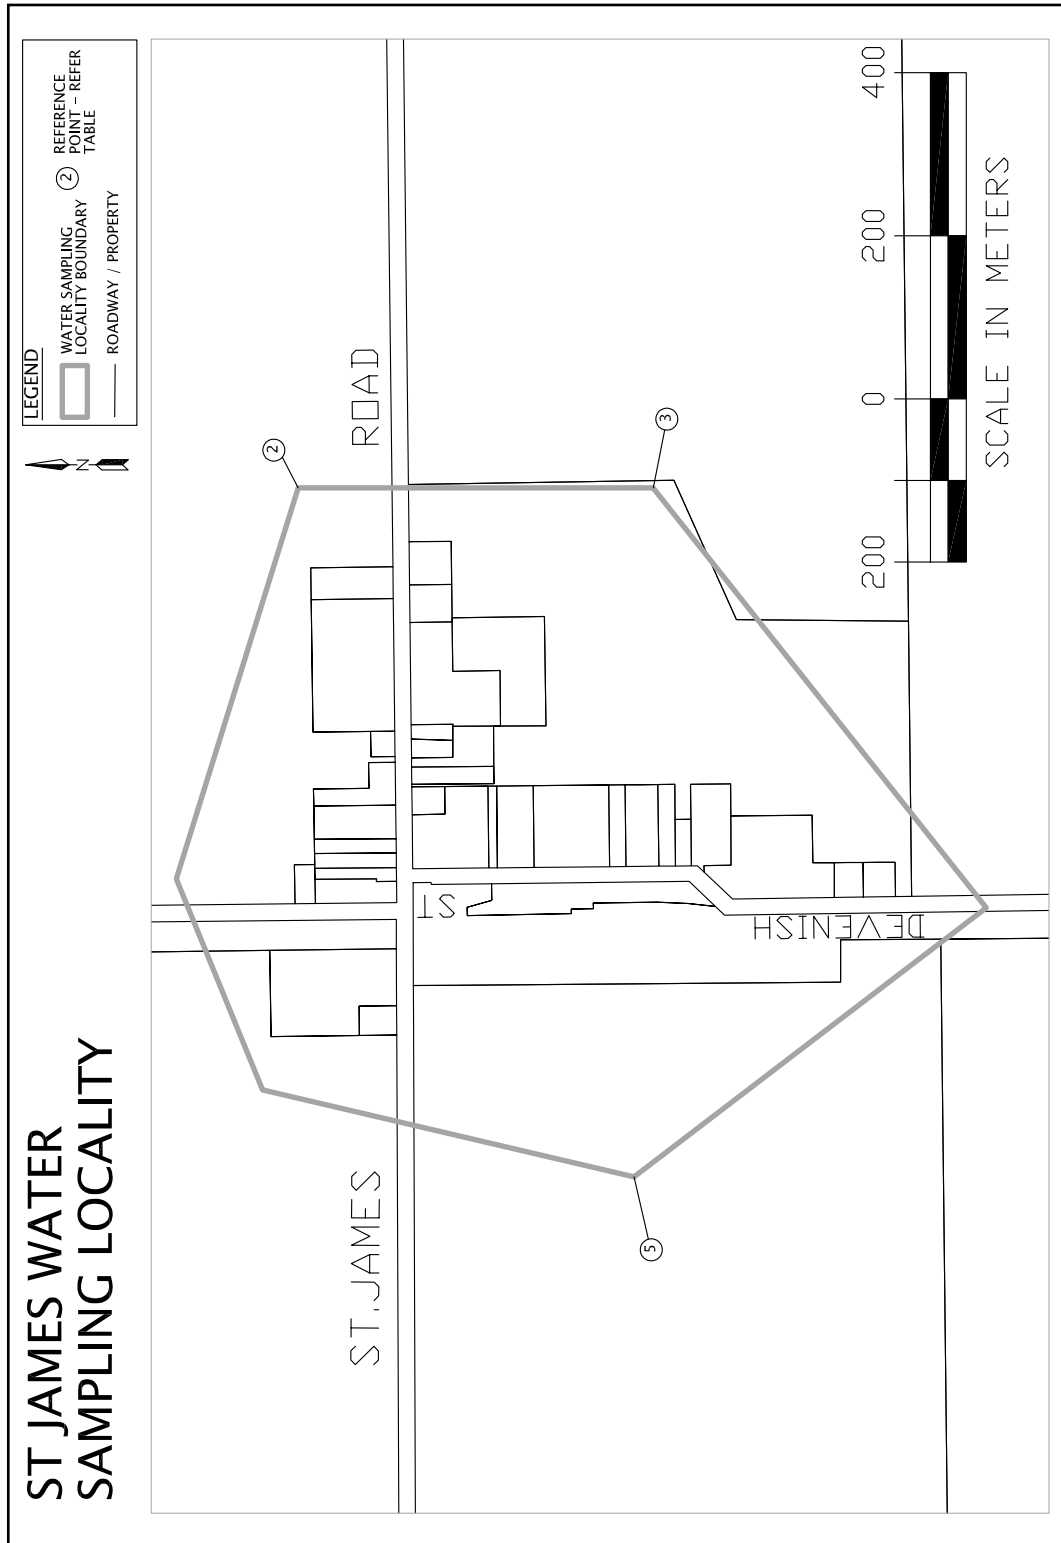 ST JAMES WATER
SAMPLING LOCALITY
LEGEND
WATER SAMPLING
LOCALITY BOUNDARY
ROADWAY / PROPERTY
2
REFERENCE
POINT – REFER
TABLE
N
2
3
5
ST.JAMES
ROAD
DEVENISH
ST
200
0
200
400
SCALE IN METERS